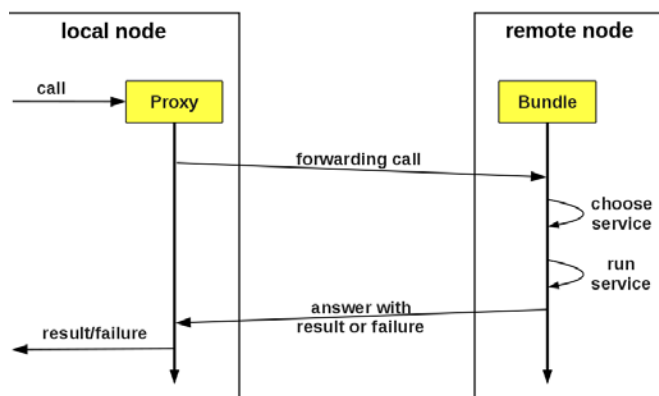 local node
remote node
call
Proxy
Bundle
forwarding call
choose
service
run
service
answer with
result or failure
result/failure